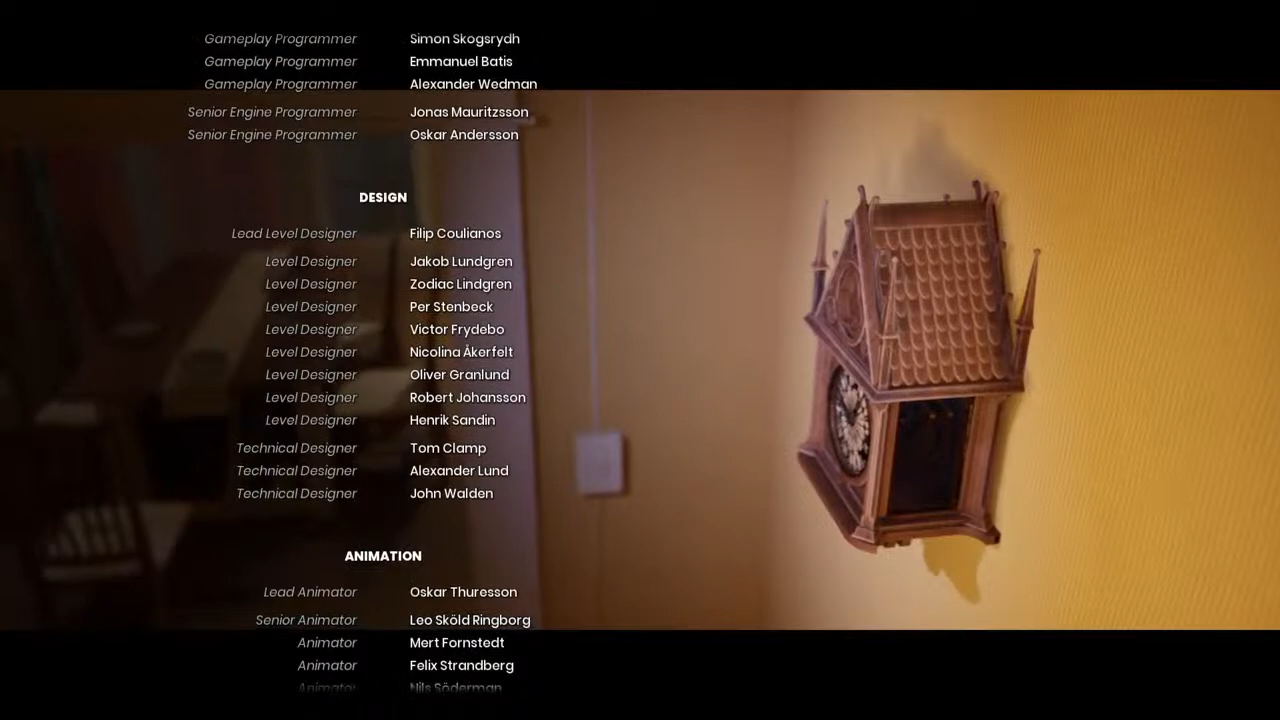 Gameplay Programmer Simon Skogsrydh
Gameplay Programmer Emmanuel Batis
Gameplay Programmer Alexander Wedman
Senior Engine Programmer Jonas Mauritzsson
Senior Engine Programmer Oskar Andersson
DESIGN
Lead Level Designer Filip Coulianos
Level Designer Jakob Lundgren
Level Designer Zodiac Lindgren
Level Designer Per Stenbeck
Level Designer Victor Frydebo
Level Designer Nicolina Åkerfelt
Level Designer Oliver Granlund
Level Designer Robert Johansson
Level Designer Henrik Sandin
Technical Designer Tom Clamp
Technical Designer Alexander Lund
Technical Designer John Walden
ANIMATION
Lead Animator Oskar Thuresson
Senior Animator Leo Sköld Ringborg
Animator Mert Fornstedt
Animator Felix Strandberg
Animator Nils Söderman